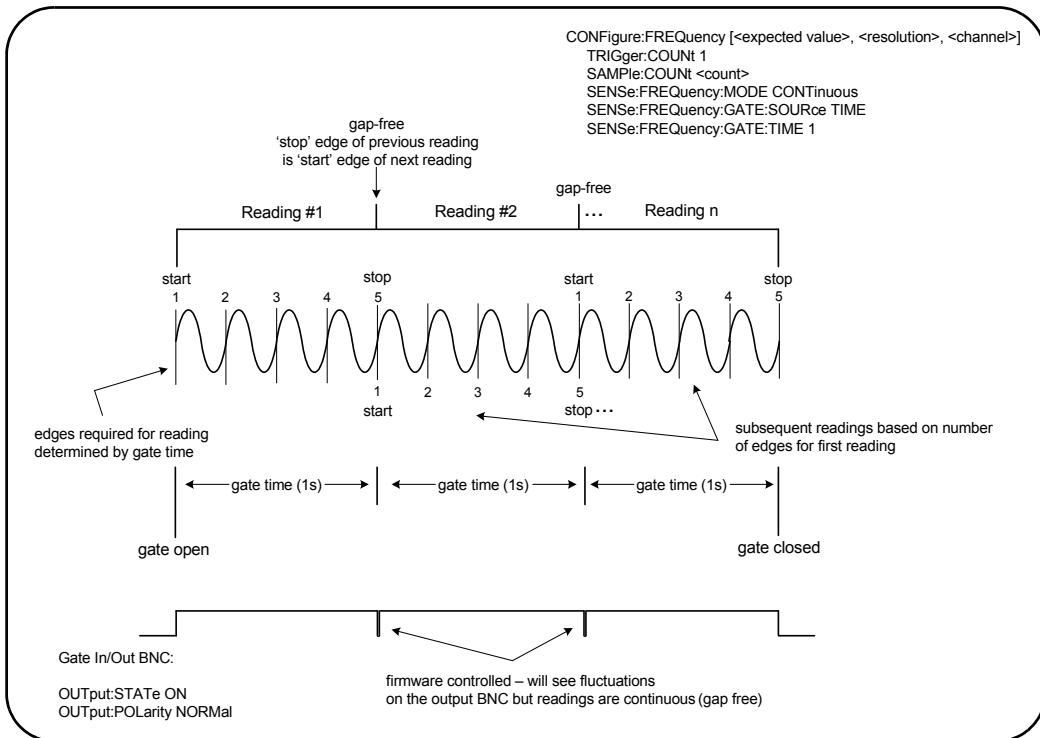 CONFigure:FREQuency [<expected value>, <resolution>, <channel>]
TRIGger:COUNt 1
SAMPle:COUNt <count>
SENSe:FREQuency:MODE CONTinuous
SENSe:FREQuency:GATE:SOURce TIME
SENSe:FREQuency:GATE:TIME 1
gap-free
‘stop’ edge of previous reading
is ‘start’ edge of next reading
gap-free
Reading #1 Reading #2 ... Reading n
start stop start stop
1 2 3 4 5 1 2 3 4 5
1 2 3 4 5
start stop ...
edges required for reading
determined by gate time
subsequent readings based on number
of edges for first reading
gate time (1s) gate time (1s) gate time (1s)
gate open gate closed
Gate In/Out BNC:
OUTput:STATe ON
OUTput:POLarity NORMal
firmware controlled – will see fluctuations
on the output BNC but readings are continuous (gap free)